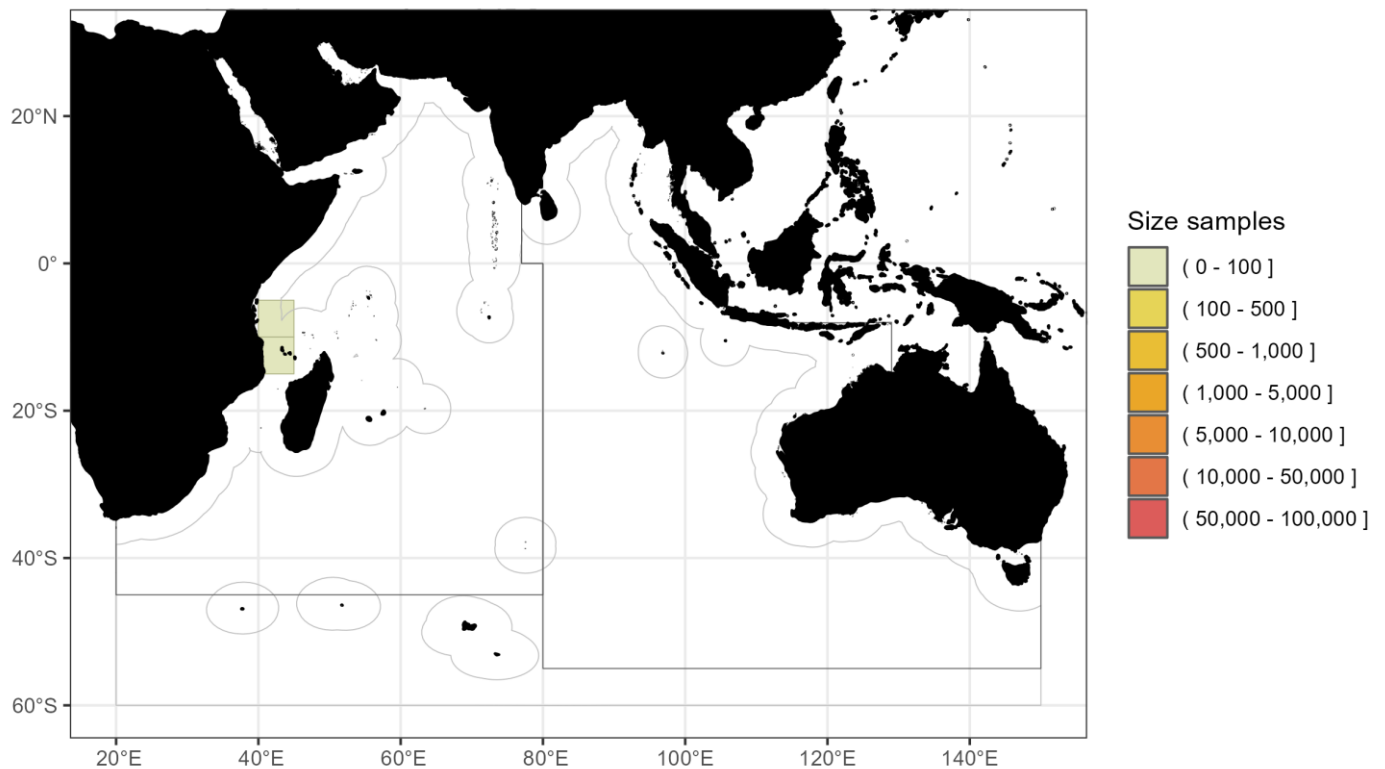 20°N
0°
20°S
40°S
60°S
20°E
40°E
60°E
80°E
100°E
120°E
140°E
Size samples
( 0 - 100 ]
( 100 - 500 ]
( 500 - 1,000 ]
( 1,000 - 5,000 ]
( 5,000 - 10,000 ]
( 10,000 - 50,000 ]
( 50,000 - 100,000 ]